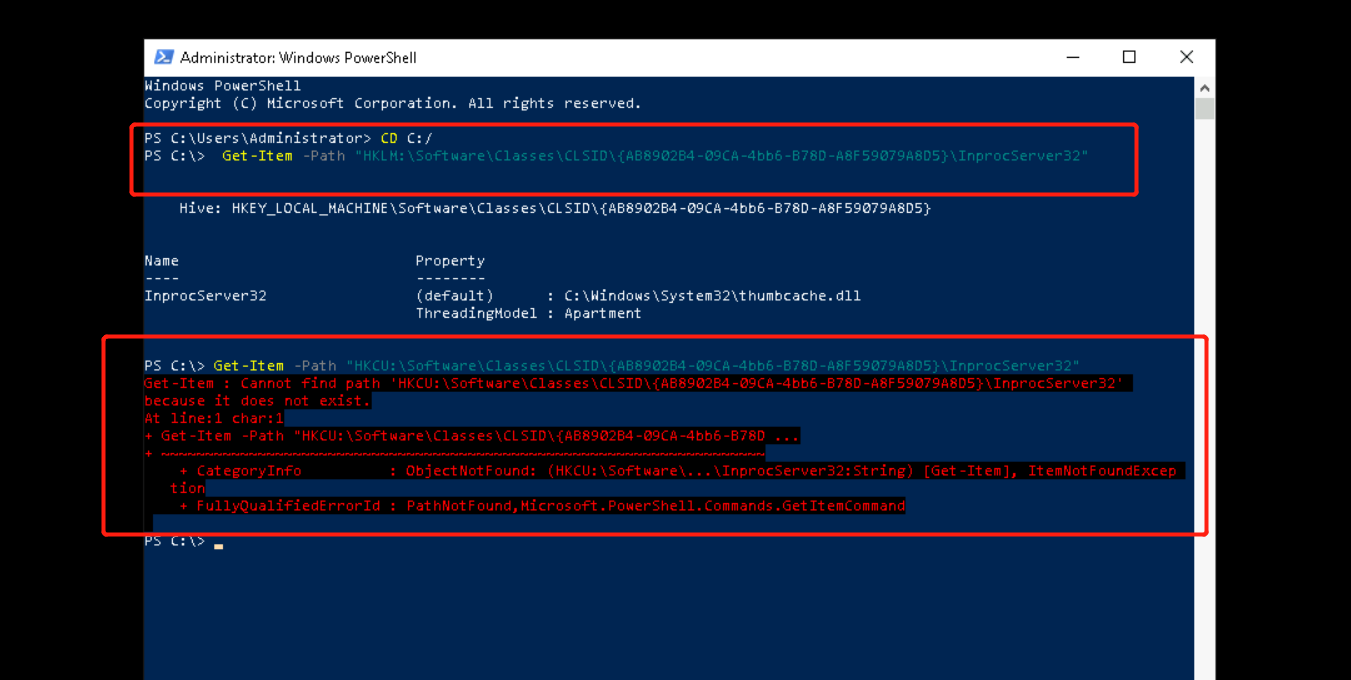 Administrator: Windows PowerShell
Windows PowerShell
Copyright (C) Microsoft Corporation. All rights reserved.
PS C:\Users\Administrator> CD C:/
PS C:\>  Get-Item -Path "HKLM:\Software\Classes\CLSID\{AB8902B4-09CA-4bb6-B78D-A8F59079A8D5}\InprocServer32"
Hive: HKEY_LOCAL_MACHINE\Software\Classes\CLSID\{AB8902B4-09CA-4bb6-B78D-A8F59079A8D5}
Name                           Property
----                           --------
InprocServer32                 (default)      : C:\Windows\System32\thumbcache.dll
ThreadingModel : Apartment
PS C:\> Get-Item -Path "HKCU:\Software\Classes\CLSID\{AB8902B4-09CA-4bb6-B78D-A8F59079A8D5}\InprocServer32"
Get-Item : Cannot find path 'HKCU:\Software\Classes\CLSID\{AB8902B4-09CA-4bb6-B78D-A8F59079A8D5}\InprocServer32'
because it does not exist.
At line:1 char:1
+ Get-Item -Path "HKCU:\Software\Classes\CLSID\{AB8902B4-09CA-4bb6-B78D ...
+ ~~~~~~~~~~~~~~~~~~~~~~~~~~~~~~~~~~~~~~~~~~~~~~~~~~~~~~~~~~~~~~~~~~~~~
+ CategoryInfo          : ObjectNotFound: (HKCU:\Software\...\InprocServer32:String) [Get-Item], ItemNotFoundExcep
tion
+ FullyQualifiedErrorId : PathNotFound,Microsoft.PowerShell.Commands.GetItemCommand
PS C:\>